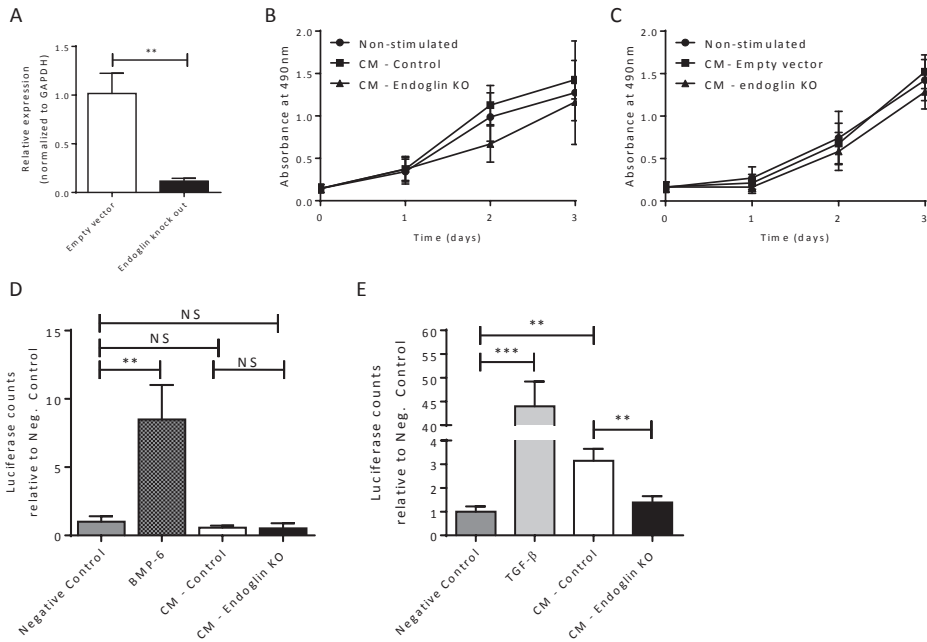 A
Relative expression
(normalized to GAPDH)
1.5
1.0
0.5
0.0
**
Empty vector
Endoglin knock out
B
Absorbance at 490nm
2.0
1.5
1.0
0.5
0.0
Non-stimulated
CM - Control
CM - Endoglin KO
0
1
2
3
Time (days)
C
Absorbance at 490nm
2.0
1.5
1.0
0.5
0.0
Non-stimulated
CM - Empty vector
CM - endoglin KO
0
1
2
3
Time (days)
D
Luciferase counts
relative to Neg. Control
15
10
5
0
NS
NS
**
NS
Negative Control
BMP-6
CM - Control
CM - Endoglin KO
E
Luciferase counts
relative to Neg. Control
60
55
50
45
40
4
3
2
1
0
**
***
**
Negative Control
TGF-β
CM - Control
CM - Endoglin KO